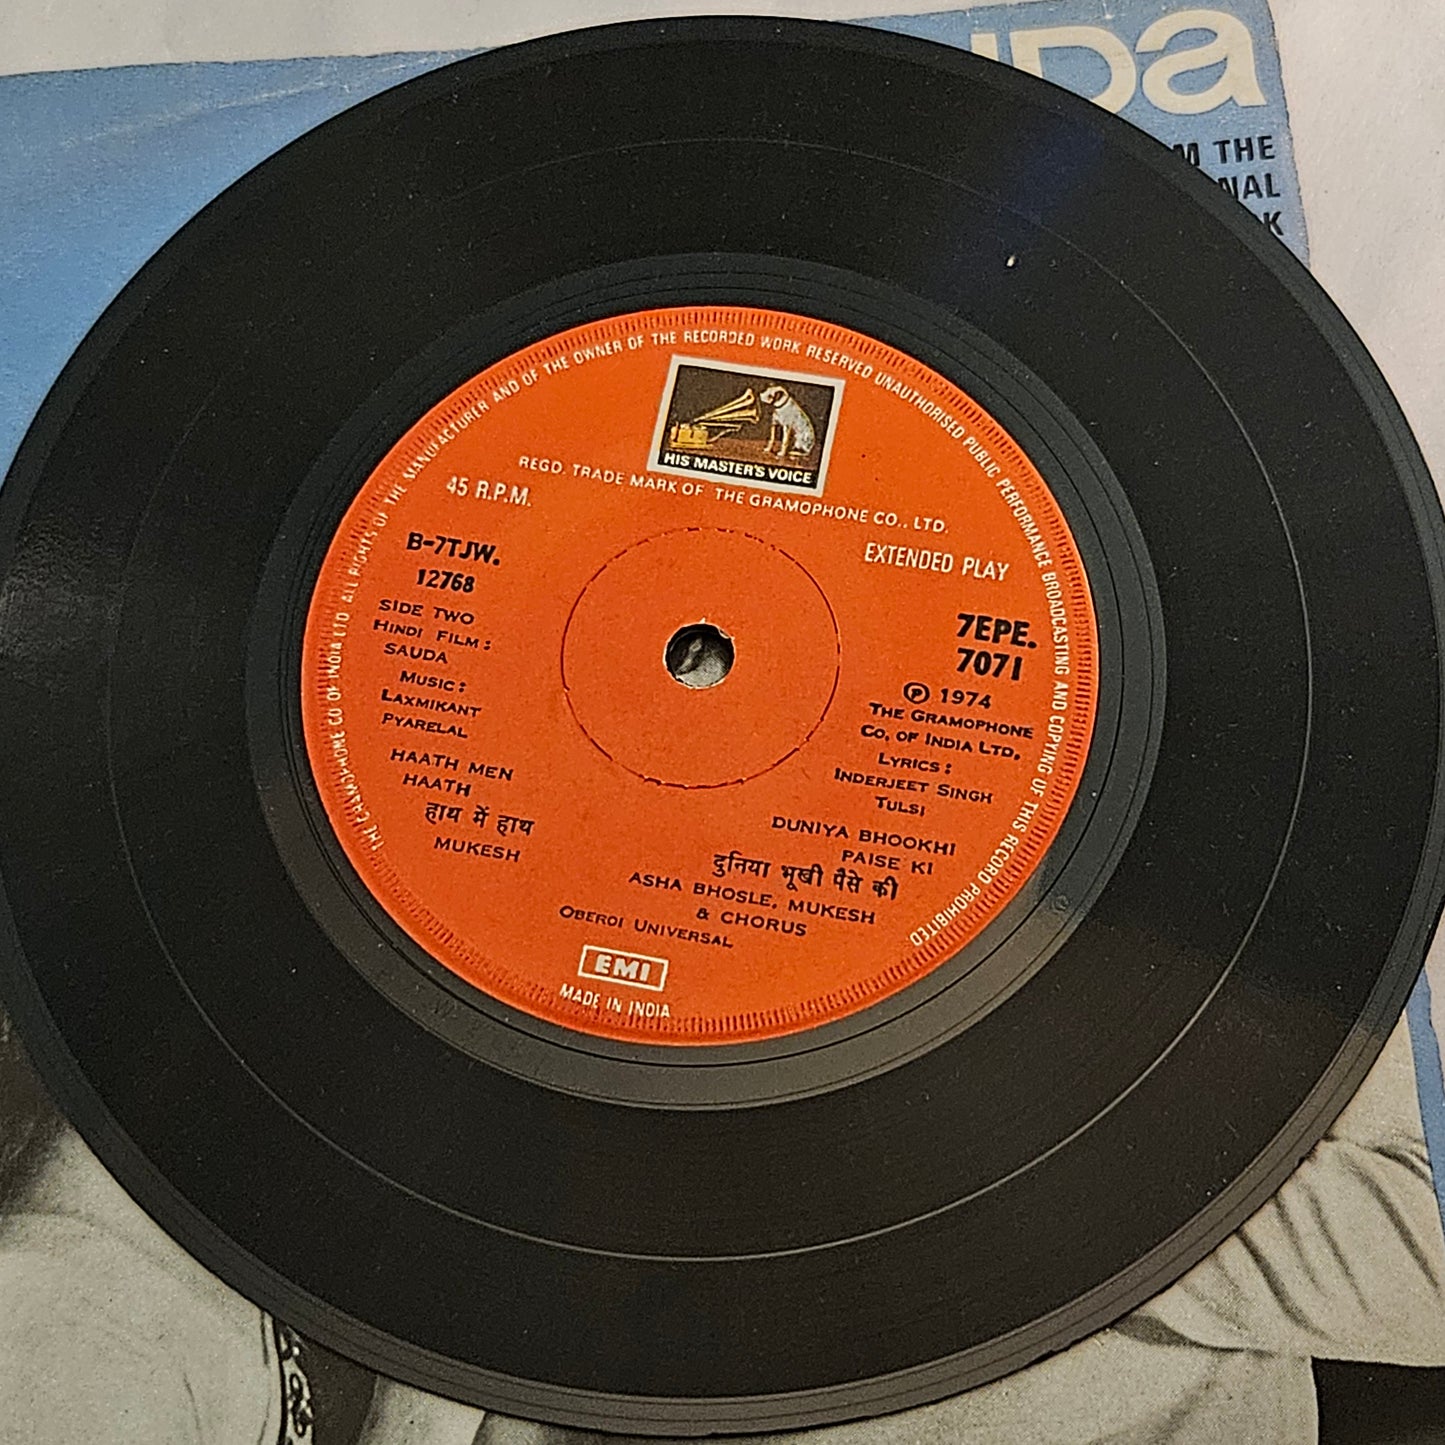 UDa
M THE
NAL
K
THE GRAMOPHONE CO OF INDIA LTD ALL RIGHTS OF THE MANUFACTURER AND OF THE OWNER OF THE RECORDED WORK RESERVED UNAUTHORISED PUBLIC PERFORMANCE BROADCASTING AND COPYING OF THIS RECORD PROHIBITED
HIS MASTER'S VOICE
REGD. TRADE MARK OF THE GRAMOPHONE CO., LTD.
45 R.P.M.
EXTENDED PLAY
B-7TJW.
12768
SIDE TWO
HINDI FILM:
SAUDA
MUSIC:
LAXMIKANT
PYARELAL
HAATH MEN
HAATH
हाथ में हाथ
MUKESH
7EPE.
7071
℗ 1974
THE GRAMOPHONE
CO. OF INDIA LTD.
LYRICS:
INDERJEET SINGH
TULSI
DUNIYA BHOOKHI
PAISE KI
दुनिया भूखी पैसे की
ASHA BHOSLE, MUKESH
& CHORUS
OBEROI UNIVERSAL
EMI
MADE IN INDIA